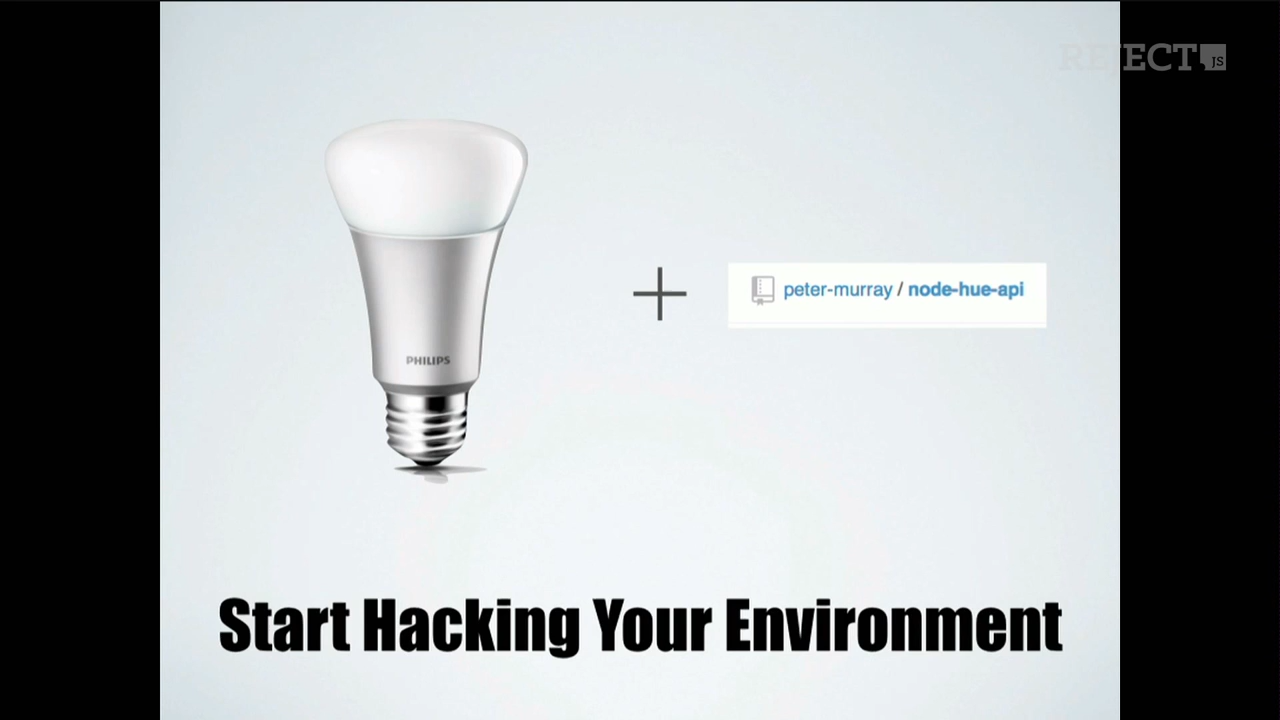 REJECT JS
PHILIPS
peter-murray / node-hue-api
Start Hacking Your Environment